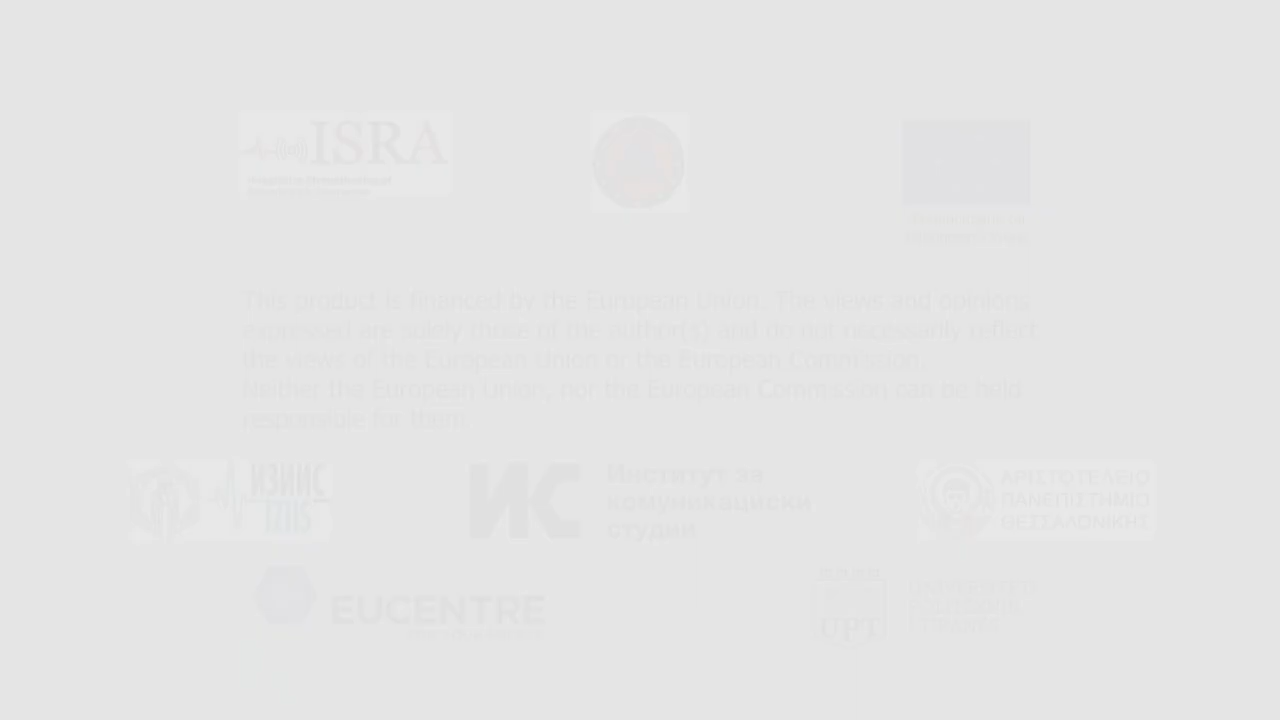 ISRA
This product is financed by the European Union. The views and opinions
expressed are solely those of the author(s) and do not necessarily reflect
the views of the European Union or the European Commission.
Neither the European Union, nor the European Commission can be held
responsible for them.
ИЗИИС
IZIIS
ИС
Институт за
комуникациски
студии
ΑΡΙΣΤΟΤΕΛΕΙΟ
ΠΑΝΕΠΙΣΤΗΜΙΟ
ΘΕΣΣΑΛΟΝΙΚΗΣ
EUCENTRE
UPT